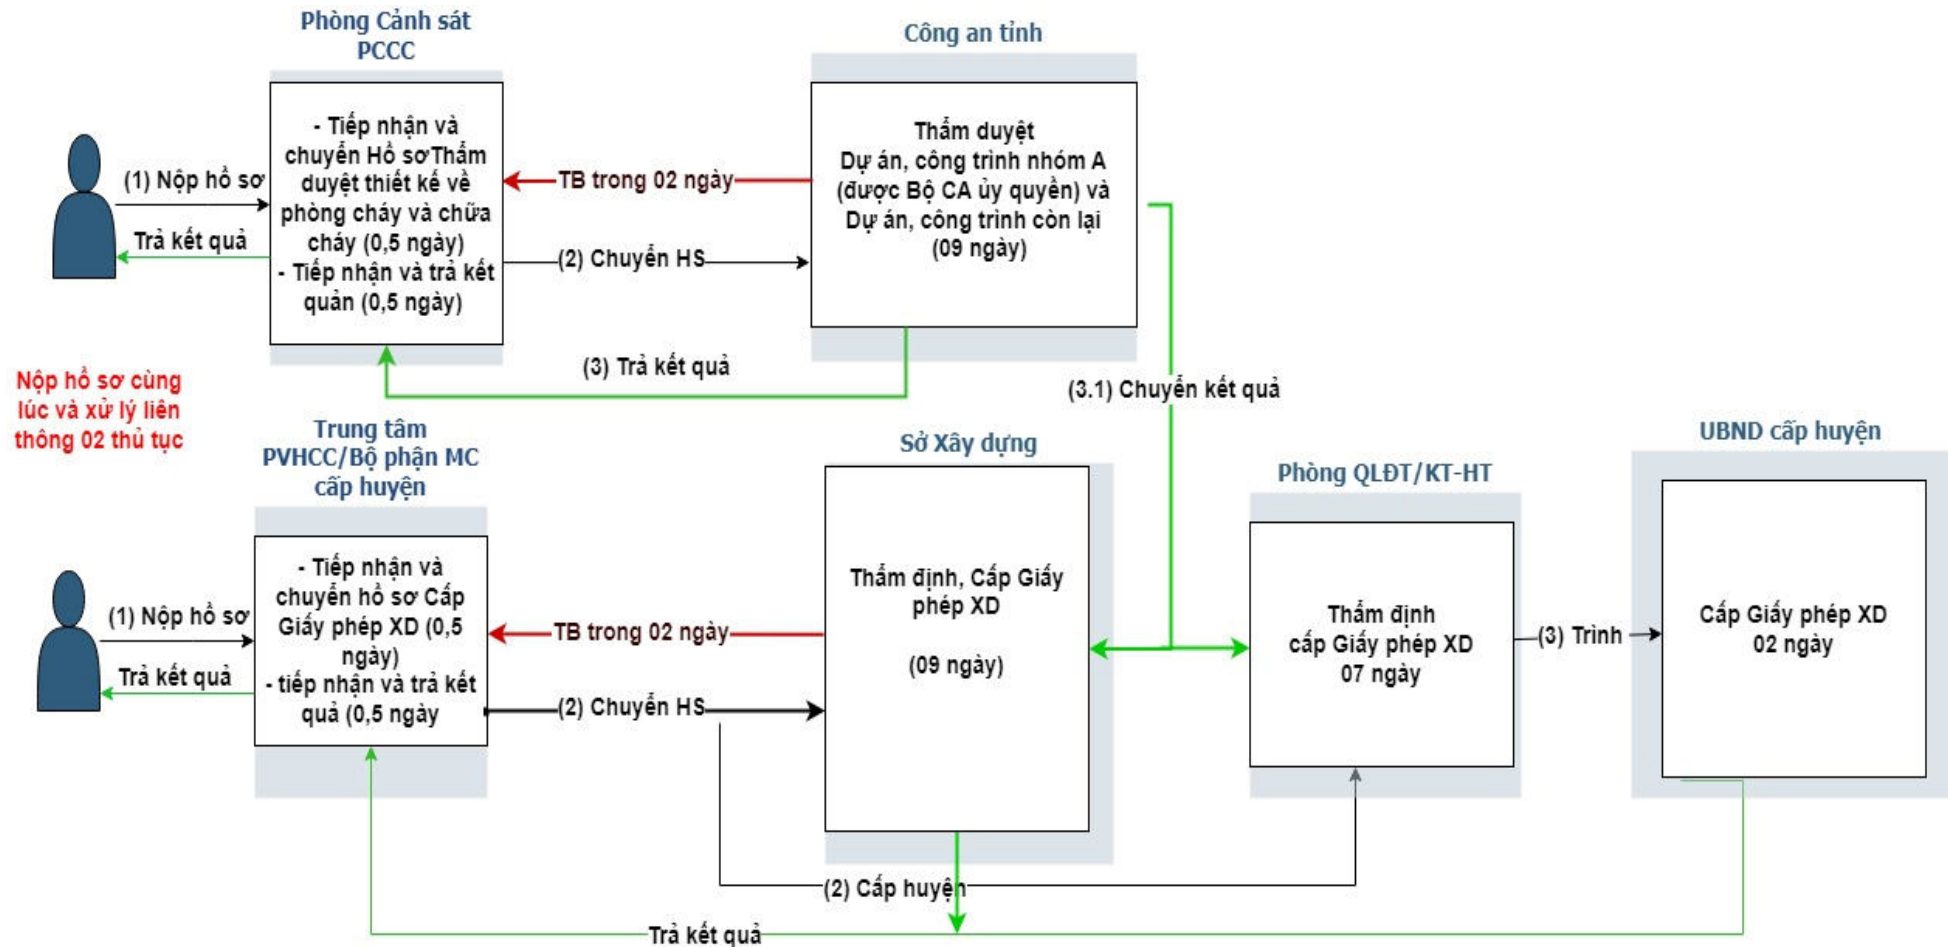 Phòng Cảnh sát
PCCC
Công an tỉnh
- Tiếp nhận và
chuyển Hồ sơThẩm
duyệt thiết kế về
phòng cháy và chữa
cháy (0,5 ngày)
- Tiếp nhận và trả kết
quản (0,5 ngày)
Thẩm duyệt
Dự án, công trình nhóm A
(được Bộ CA ủy quyền) và
Dự án, công trình còn lại
(09 ngày)
(1) Nộp hồ sơ
TB trong 02 ngày
Trả kết quả
(2) Chuyển HS
(3) Trả kết quả
(3.1) Chuyển kết quả
Nộp hồ sơ cùng
lúc và xử lý liên
thông 02 thủ tục
Trung tâm
PVHCC/Bộ phận MC
cấp huyện
Sở Xây dựng
Phòng QLĐT/KT-HT
UBND cấp huyện
- Tiếp nhận và
chuyển hồ sơ Cấp
Giấy phép XD (0,5
ngày)
- tiếp nhận và trả kết
quả (0,5 ngày
Thẩm định, Cấp Giấy
phép XD
(09 ngày)
Thẩm định
cấp Giấy phép XD
07 ngày
Cấp Giấy phép XD
02 ngày
(1) Nộp hồ sơ
TB trong 02 ngày
(3) Trình
Trả kết quả
(2) Chuyển HS
(2) Cấp huyện
Trả kết quả